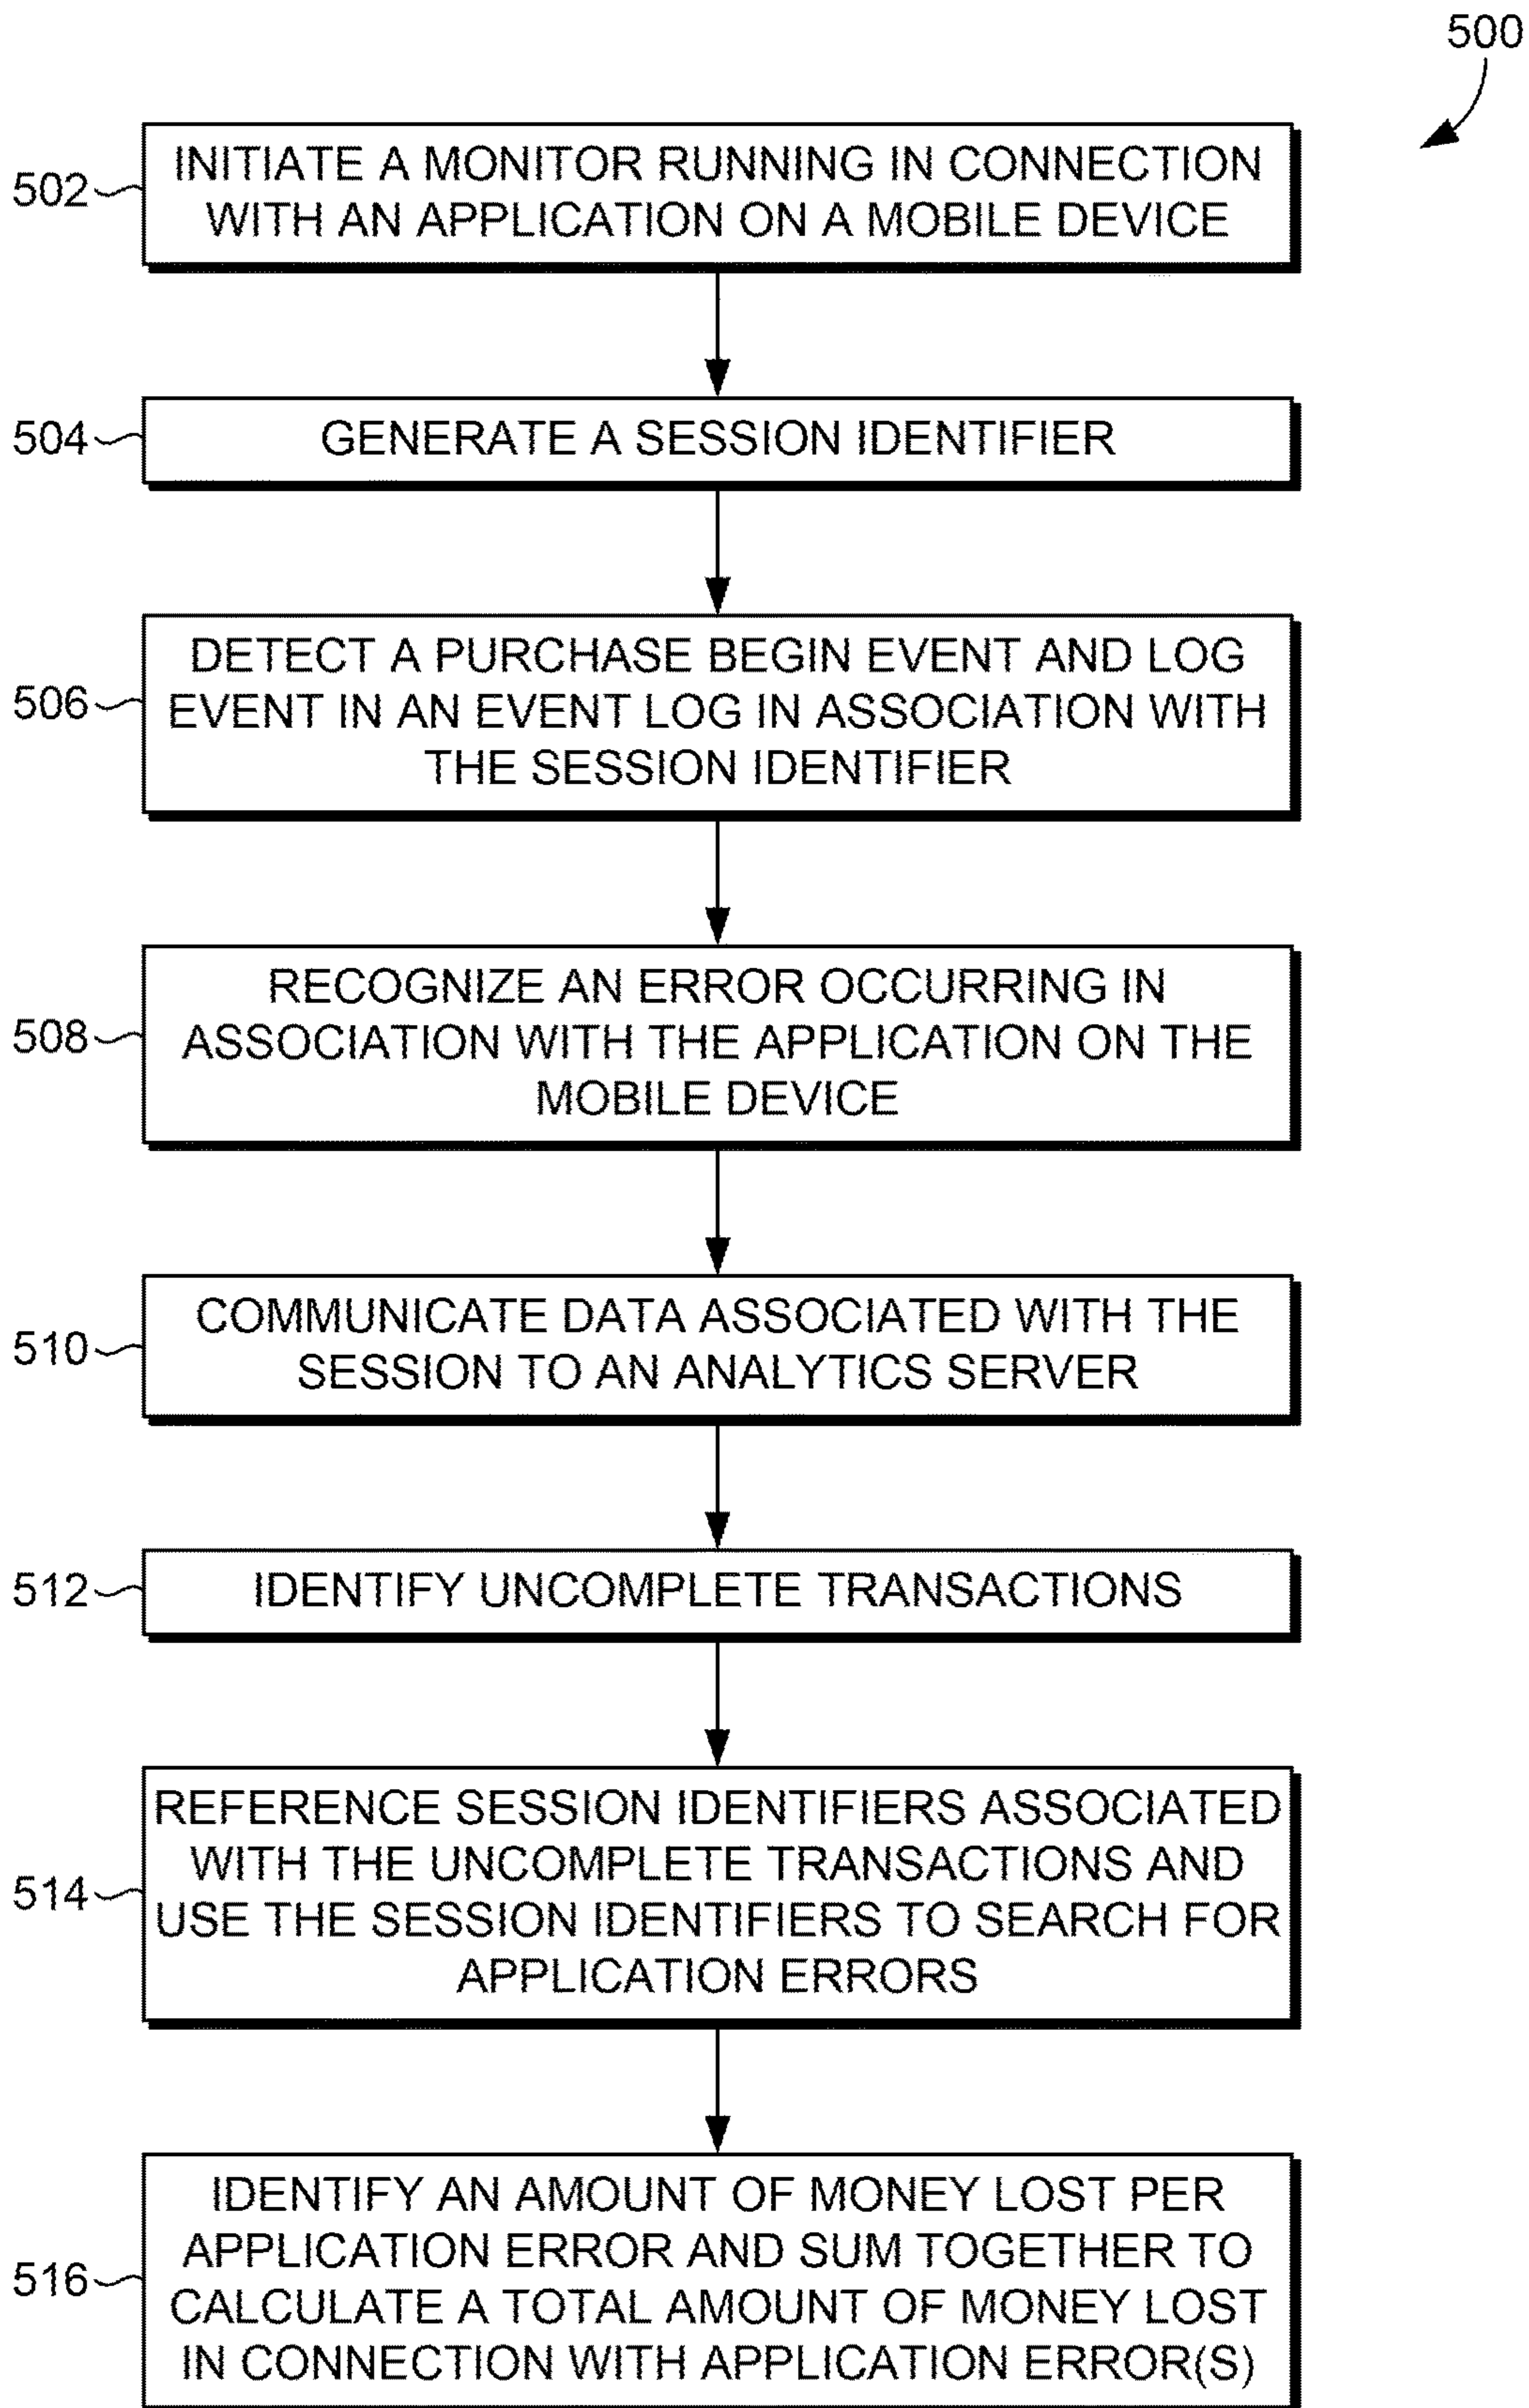 500
502
INITIATE A MONITOR RUNNING IN CONNECTION
WITH AN APPLICATION ON A MOBILE DEVICE
504
GENERATE A SESSION IDENTIFIER
506
DETECT A PURCHASE BEGIN EVENT AND LOG
EVENT IN AN EVENT LOG IN ASSOCIATION WITH
THE SESSION IDENTIFIER
508
RECOGNIZE AN ERROR OCCURRING IN
ASSOCIATION WITH THE APPLICATION ON THE
MOBILE DEVICE
510
COMMUNICATE DATA ASSOCIATED WITH THE
SESSION TO AN ANALYTICS SERVER
512
IDENTIFY UNCOMPLETE TRANSACTIONS
514
REFERENCE SESSION IDENTIFIERS ASSOCIATED
WITH THE UNCOMPLETE TRANSACTIONS AND
USE THE SESSION IDENTIFIERS TO SEARCH FOR
APPLICATION ERRORS
516
IDENTIFY AN AMOUNT OF MONEY LOST PER
APPLICATION ERROR AND SUM TOGETHER TO
CALCULATE A TOTAL AMOUNT OF MONEY LOST
IN CONNECTION WITH APPLICATION ERROR(S)